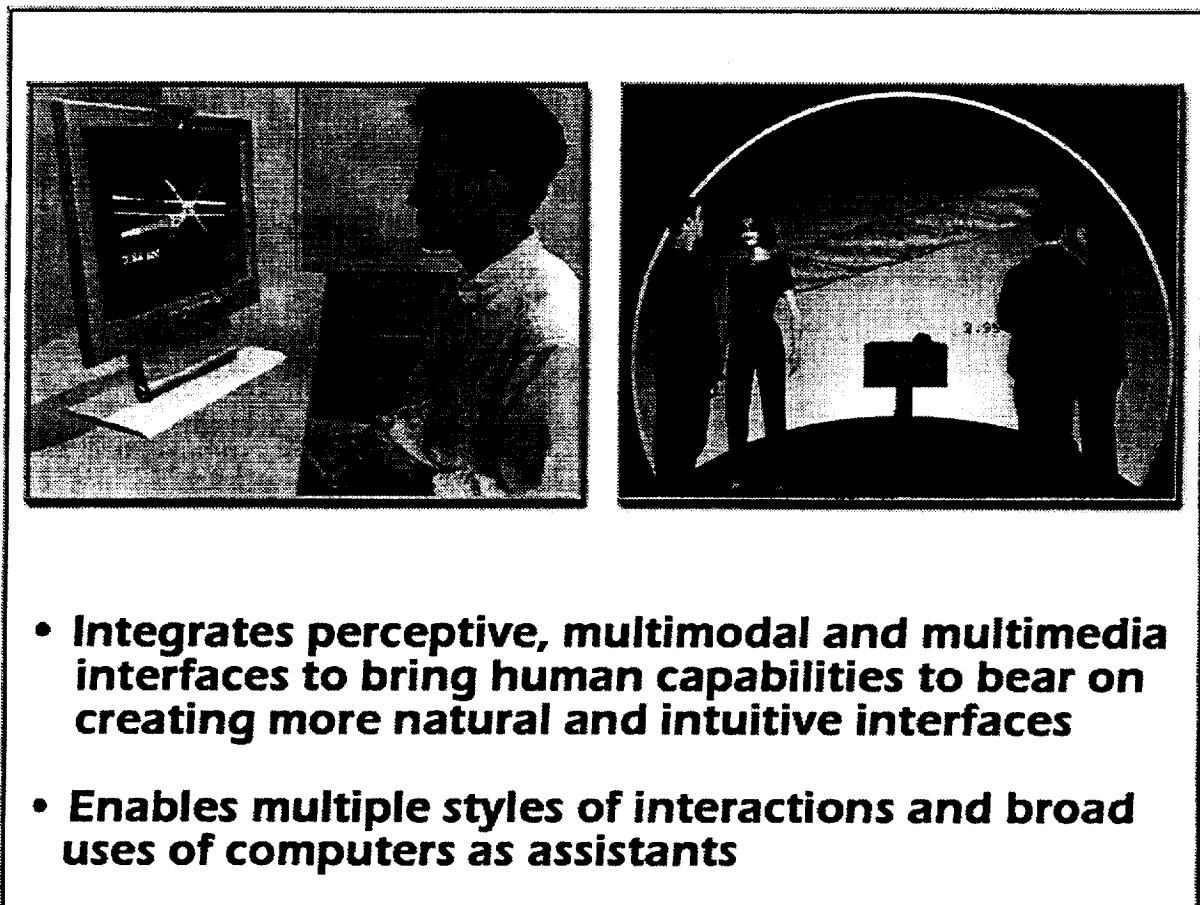 • Integrates perceptive, multimodal and multimedia
interfaces to bring human capabilities to bear on
creating more natural and intuitive interfaces
• Enables multiple styles of interactions and broad
uses of computers as assistants